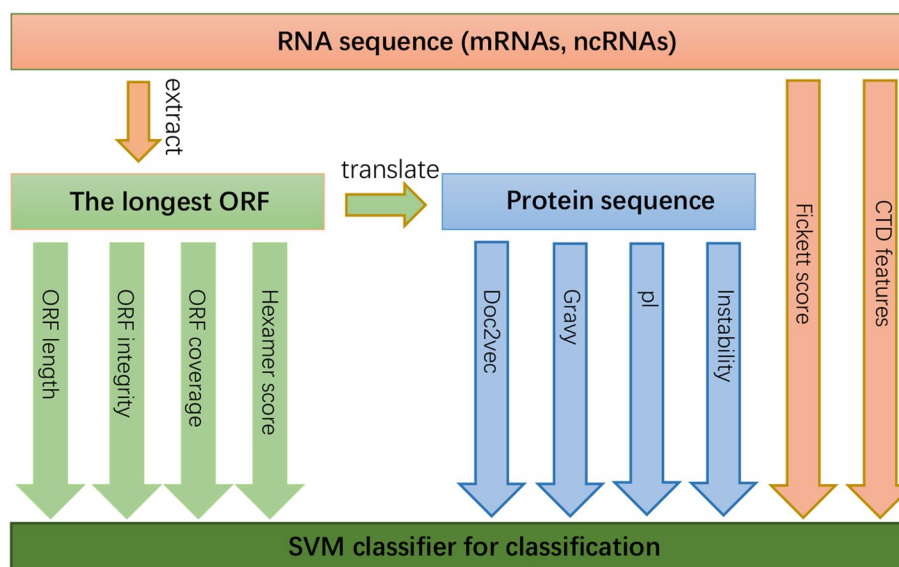 RNA sequence (mRNAs, ncRNAs)
extract
translate
The longest ORF
Protein sequence
ORF length
ORF integrity
ORF coverage
Hexamer score
Doc2vec
Gravy
pI
Instability
Fickett score
CTD features
SVM classifier for classification